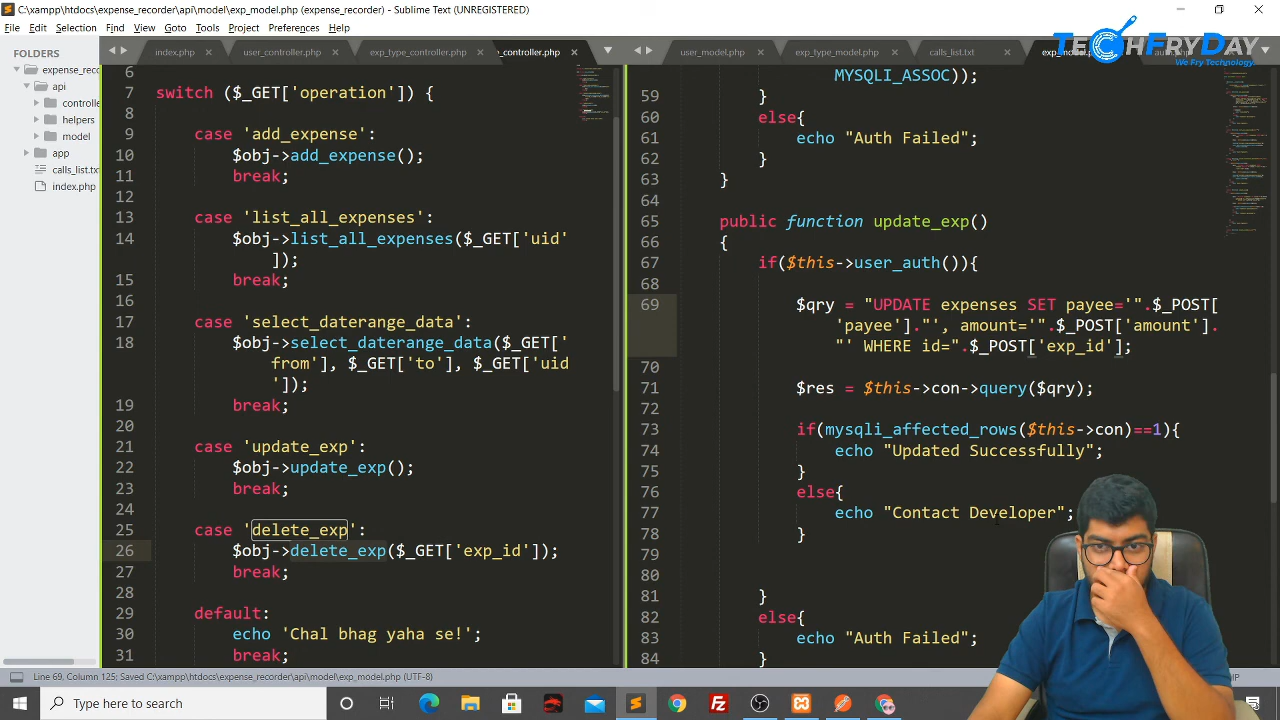 C:\xampp\htdocs\expense_recorder\api\model\exp_model.php (expense_recorder) - Sublime Text (UNREGISTERED)
File Edit Selection Find View Goto Tools Project Preferences Help
TECHFRYDAY
We Fry Technology.
FOLDERS
expense_reco
api
controlle
helpers
model
app
calls_list.txt
index.php
index.php × user_controller.php × exp_type_controller.php × _controller.php ×
6
7 switch ($_GET['operation']) {
8
9 case 'add_expense':
10 $obj->add_expense();
11 break;
12
13 case 'list_all_expenses':
14 $obj->list_all_expenses($_GET['uid'
]);
15 break;
16
17 case 'select_daterange_data':
18 $obj->select_daterange_data($_GET['
from'], $_GET['to'], $_GET['uid
']);
19 break;
20
21 case 'update_exp':
22 $obj->update_exp();
23 break;
24
25 case 'delete_exp':
26 $obj->delete_exp($_GET['exp_id']);
27 break;
28
29 default:
30 echo 'Chal bhag yaha se!';
31 break;
user_model.php × exp_type_model.php × calls_list.txt ×
MYSQLI_ASSOC));
59 }
60 else{
61 echo "Auth Failed";
62 }
63 }
64
65 public function update_exp()
66 {
67 if($this->user_auth()){
68
69 $qry = "UPDATE expenses SET payee='".$_POST[
'payee']."', amount='".$_POST['amount'].
"' WHERE id=".$_POST['exp_id'];
70
71 $res = $this->con->query($qry);
72
73 if(mysqli_affected_rows($this->con)==1){
74 echo "Updated Successfully";
75 }
76 else{
77 echo "Contact Developer";
78 }
79
80
81 }
82 else{
83 echo "Auth Failed";
84 }
Line 69, Column 125; Saved C:\xampp\htdocs\expense_recorder\api\model\exp_model.php (UTF-8)
Type here to search